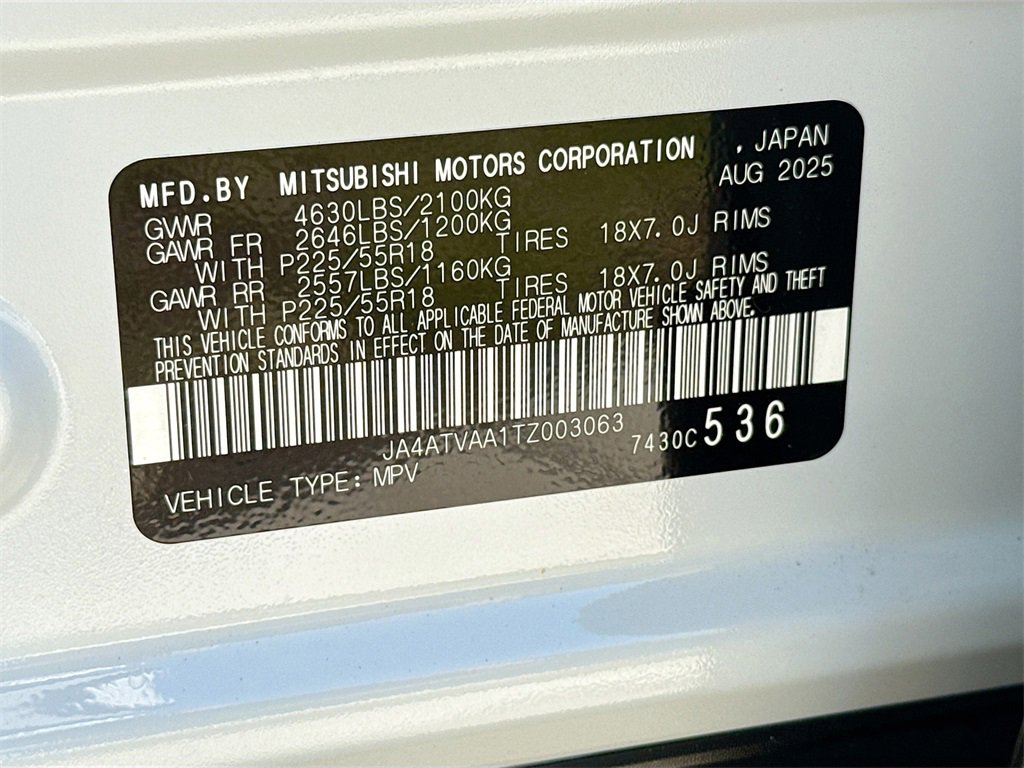 MFD.BY MITSUBISHI MOTORS CORPORATION , JAPAN
AUG 2025
GVWR 4630LBS/2100KG
GAWR FR 2646LBS/1200KG
WITH P225/55R18 TIRES 18X7.0J RIMS
GAWR RR 2557LBS/1160KG
WITH P225/55R18 TIRES 18X7.0J RIMS
THIS VEHICLE CONFORMS TO ALL APPLICABLE FEDERAL MOTOR VEHICLE SAFETY AND THEFT
PREVENTION STANDARDS IN EFFECT ON THE DATE OF MANUFACTURE SHOWN ABOVE.
JA4ATVAA1TZ003063 7430C 536
VEHICLE TYPE: MPV